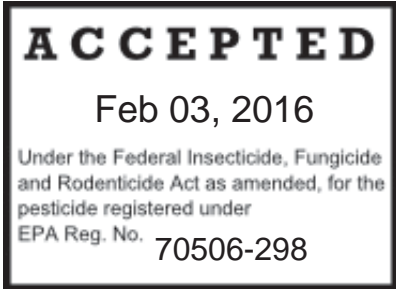 ACCEPTED
Feb 03, 2016
Under the Federal Insecticide, Fungicide
and Rodenticide Act as amended, for the
pesticide registered under
EPA Reg. No. 70506-298